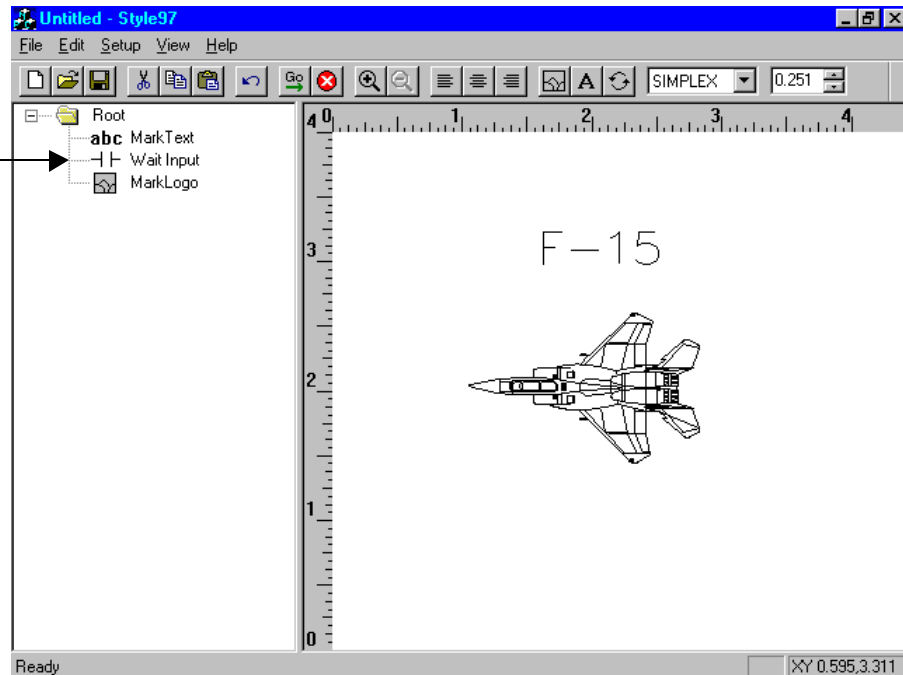 Untitled - Style97
File Edit Setup View Help
Go A SIMPLEX 0.251
Root
abc MarkText
Wait Input
MarkLogo
4 0 1 2 3 4
3
2
1
0
F-15
Ready XY 0.595,3.311